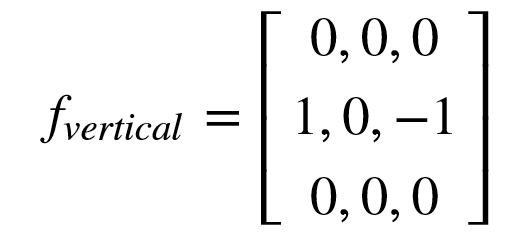 0, 0, 0
f_vertical = [ 1, 0, −1 ]
0, 0, 0